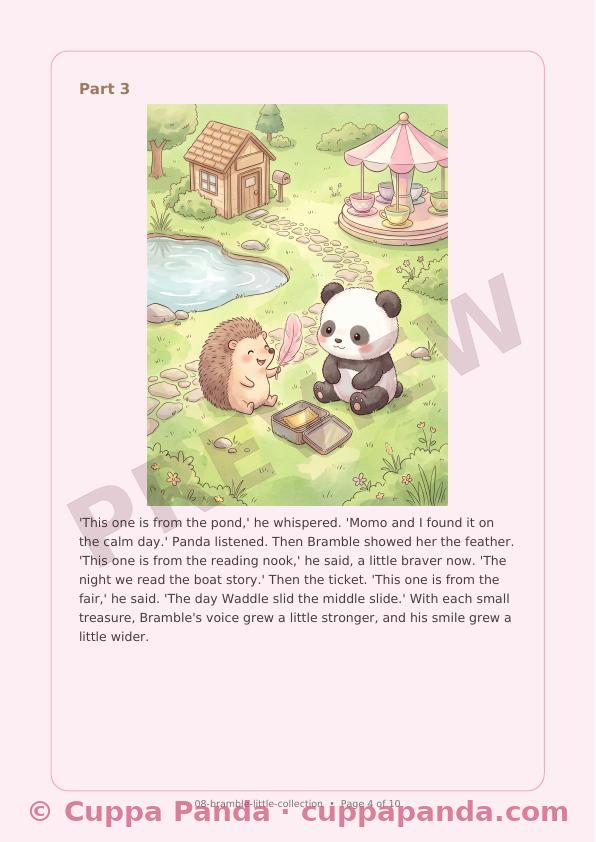 Part 3
'This one is from the pond,' he whispered. 'Momo and I found it on
the calm day.' Panda listened. Then Bramble showed her the feather.
'This one is from the reading nook,' he said, a little braver now. 'The
night we read the boat story.' Then the ticket. 'This one is from the
fair,' he said. 'The day Waddle slid the middle slide.' With each small
treasure, Bramble's voice grew a little stronger, and his smile grew a
little wider.
PREVIEW
08-bramble-little-collection • Page 4 of 10
© Cuppa Panda · cuppapanda.com